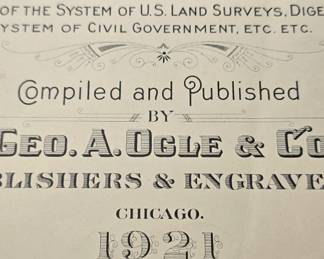 OF THE SYSTEM OF U.S. LAND SURVEYS, DIGE
YSTEM OF CIVIL GOVERNMENT, ETC. ETC.
Compiled and Published
BY
GEO. A. OGLE & CO
BLISHERS & ENGRAVE
CHICAGO.
1921